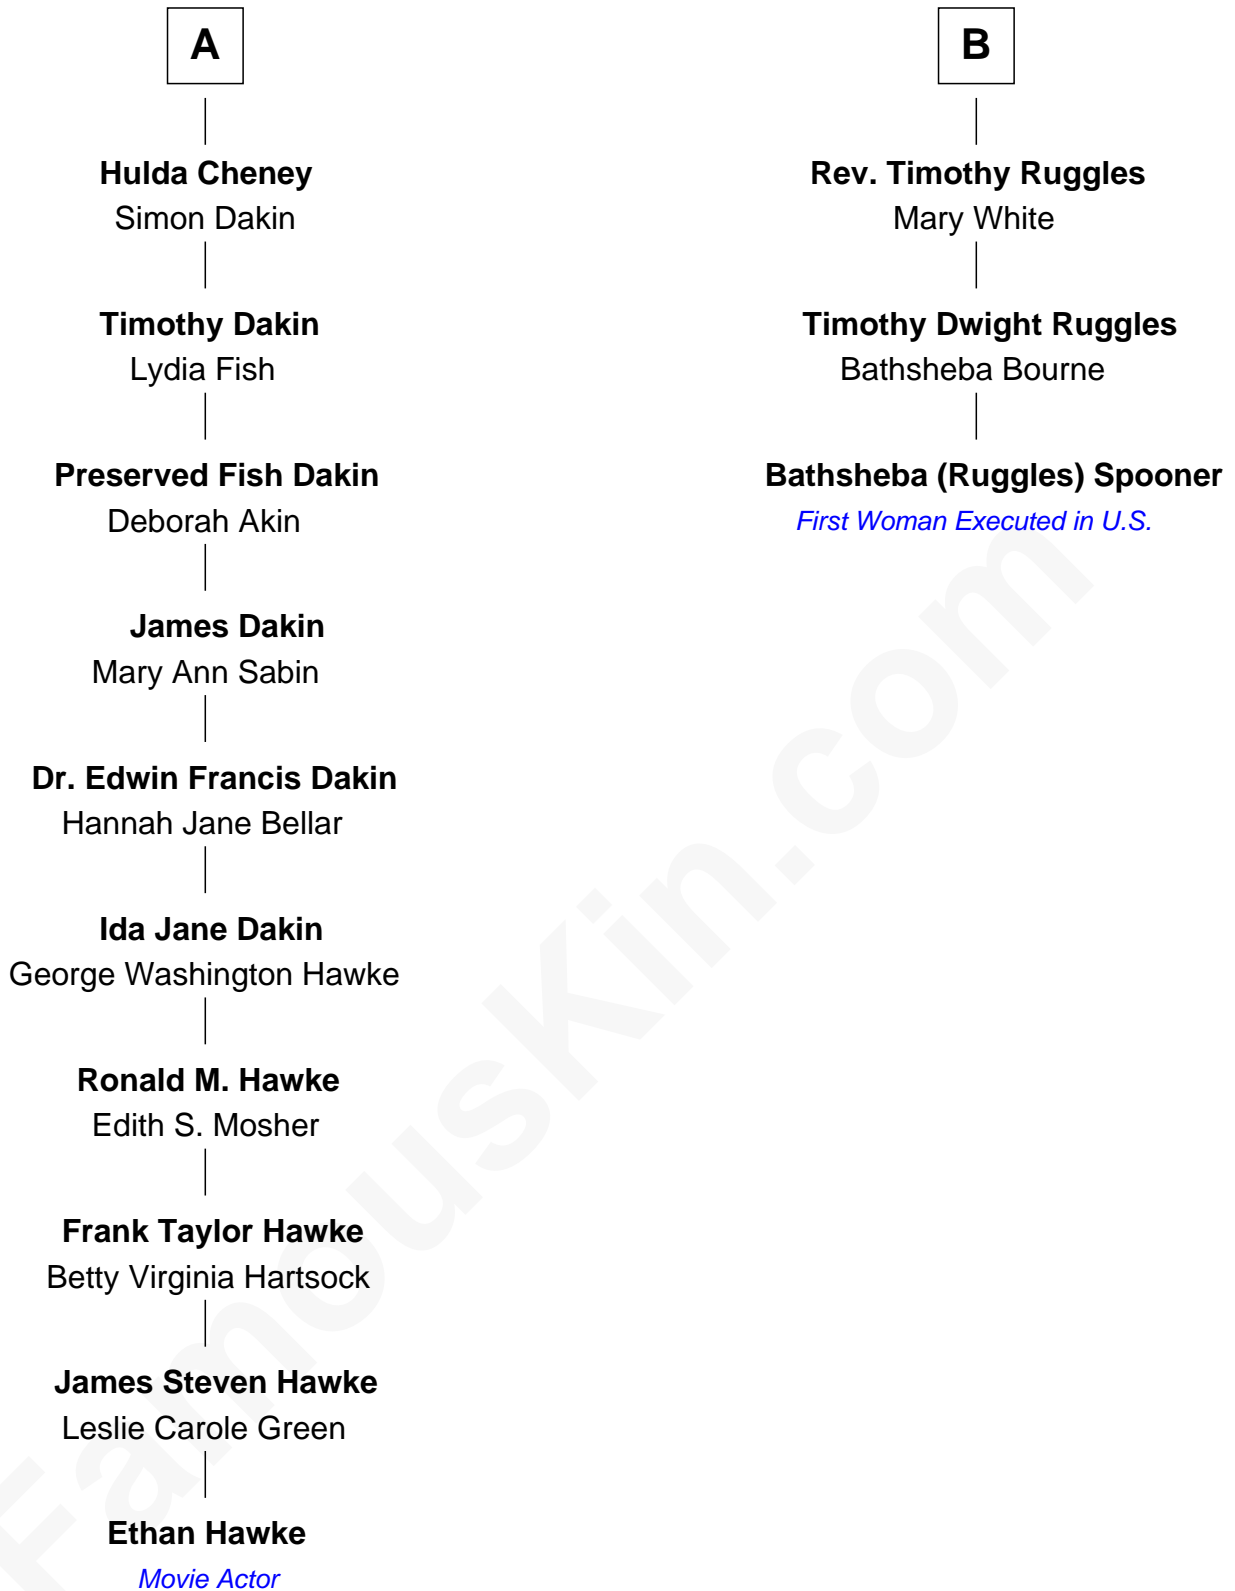 A
Hulda Cheney
Simon Dakin
Timothy Dakin
Lydia Fish
Preserved Fish Dakin
Deborah Akin
James Dakin
Mary Ann Sabin
Dr. Edwin Francis Dakin
Hannah Jane Bellar
Ida Jane Dakin
George Washington Hawke
Ronald M. Hawke
Edith S. Mosher
Frank Taylor Hawke
Betty Virginia Hartsock
James Steven Hawke
Leslie Carole Green
Ethan Hawke
Movie Actor
B
Rev. Timothy Ruggles
Mary White
Timothy Dwight Ruggles
Bathsheba Bourne
Bathsheba (Ruggles) Spooner
First Woman Executed in U.S.
FamousKin.com